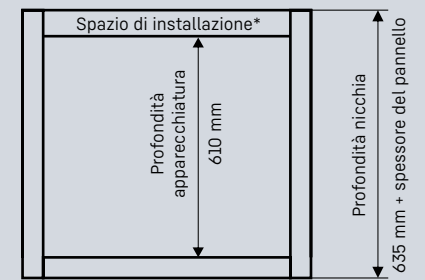 Spazio di installazione*
Profondità
apparecchiatura
610 mm
Profondità nicchia
635 mm + spessore del pannello